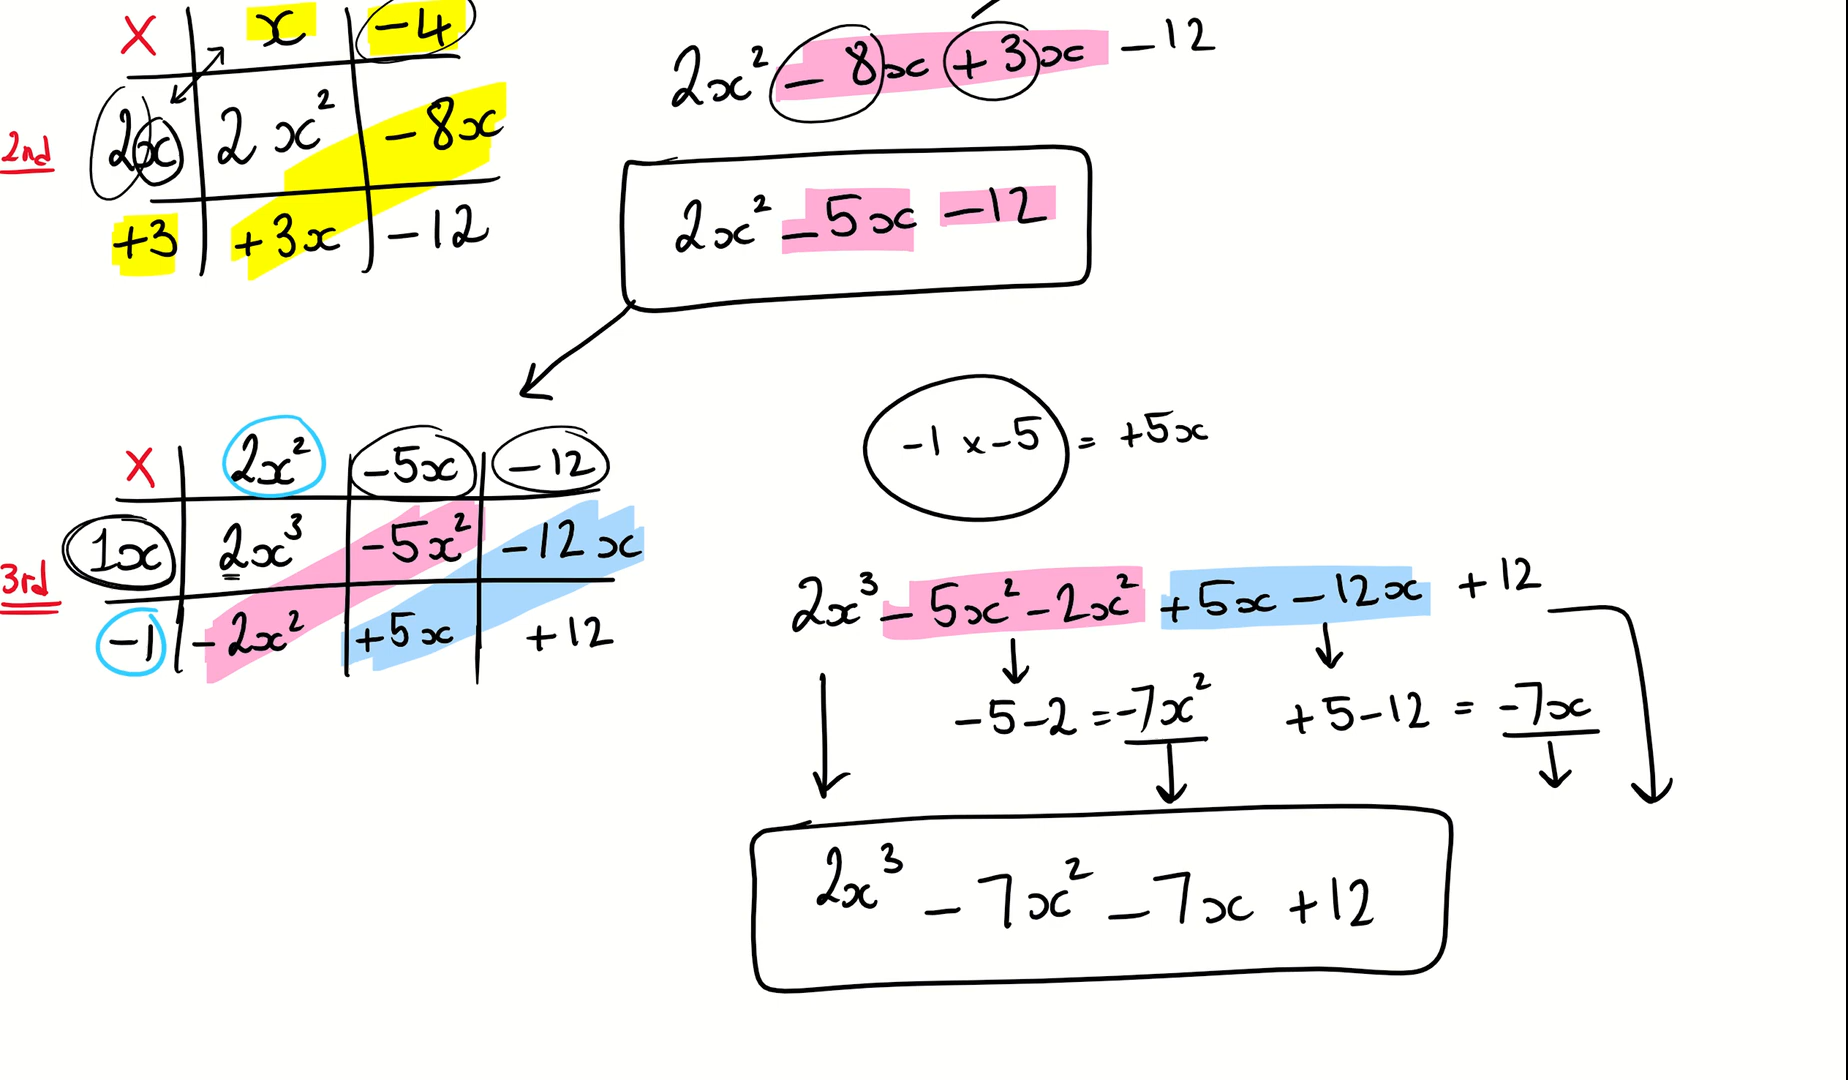 × x -4
2nd 2x 2x² -8x
+3 +3x -12
2x² - 8x + 3x - 12
2x² - 5x - 12
× 2x² -5x -12
3rd 1x 2x³ -5x² -12x
-1 -2x² +5x +12
-1 × -5 = +5x
2x³ - 5x² - 2x² + 5x - 12x + 12
-5-2 = -7x² +5-12 = -7x
2x³ - 7x² - 7x + 12